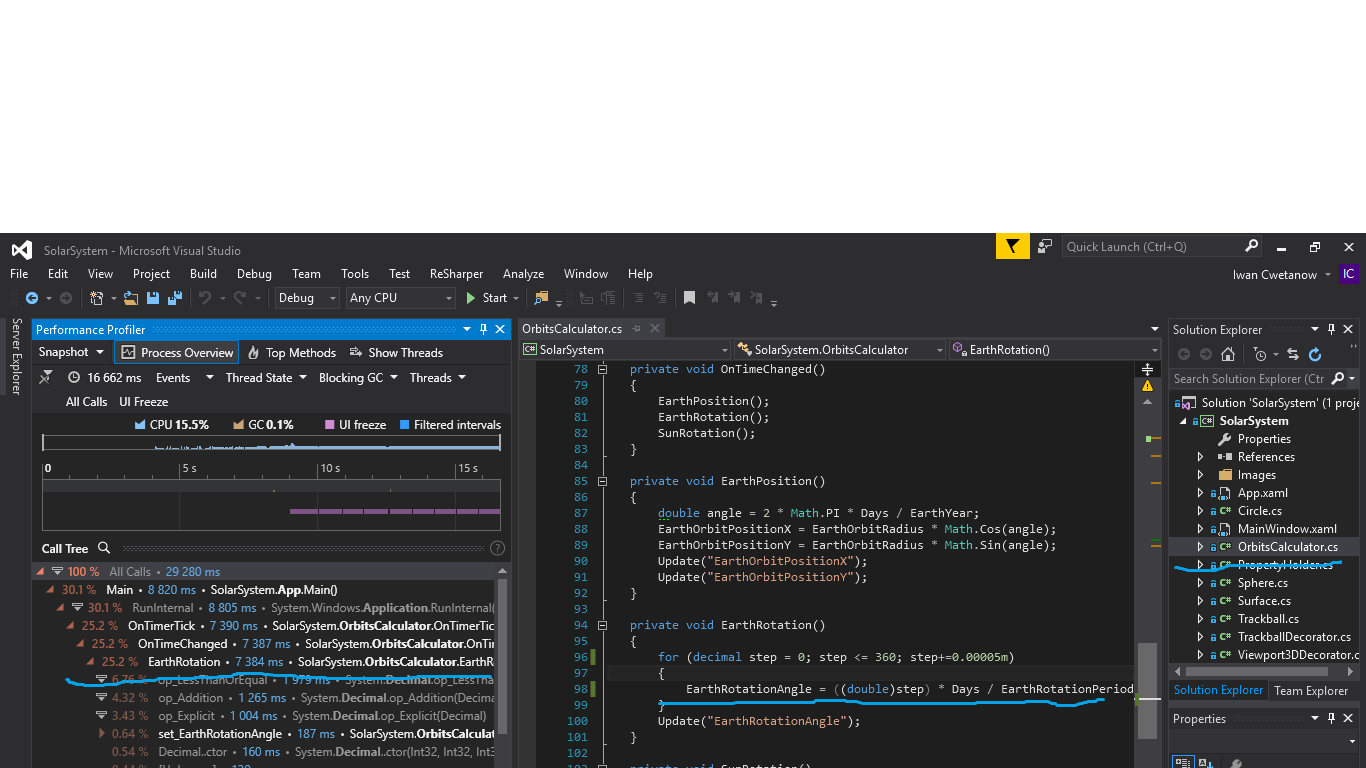 SolarSystem - Microsoft Visual Studio
Quick Launch (Ctrl+Q)
File Edit View Project Build Debug Team Tools Test ReSharper Analyze Window Help
Iwan Cwetanow IC
Debug Any CPU Start
Server Explorer
Performance Profiler
Snapshot Process Overview Top Methods Show Threads
16 662 ms Events Thread State Blocking GC Threads
All Calls UI Freeze
CPU 15.5% GC 0.1% UI freeze Filtered intervals
0 5 s 10 s 15 s
Call Tree
100 % All Calls • 29 280 ms
30.1 % Main • 8 820 ms • SolarSystem.App.Main()
30.1 % RunInternal • 8 805 ms • System.Windows.Application.RunInternal(
25.2 % OnTimerTick • 7 390 ms • SolarSystem.OrbitsCalculator.OnTimerTic
25.2 % OnTimeChanged • 7 387 ms • SolarSystem.OrbitsCalculator.OnTi
25.2 % EarthRotation • 7 384 ms • SolarSystem.OrbitsCalculator.EarthR
6.76 % op_LessThanOrEqual • 1 979 ms • System.Decimal.op_LessTha
4.32 % op_Addition • 1 265 ms • System.Decimal.op_Addition(Decima
3.43 % op_Explicit • 1 004 ms • System.Decimal.op_Explicit(Decimal)
0.64 % set_EarthRotationAngle • 187 ms • SolarSystem.OrbitsCalculat
0.54 % Decimal..ctor • 160 ms • System.Decimal..ctor(Int32, Int32, Int3
OrbitsCalculator.cs
SolarSystem SolarSystem.OrbitsCalculator EarthRotation()
78 private void OnTimeChanged()
79 {
80 EarthPosition();
81 EarthRotation();
82 SunRotation();
83 }
84
85 private void EarthPosition()
86 {
87 double angle = 2 * Math.PI * Days / EarthYear;
88 EarthOrbitPositionX = EarthOrbitRadius * Math.Cos(angle);
89 EarthOrbitPositionY = EarthOrbitRadius * Math.Sin(angle);
90 Update("EarthOrbitPositionX");
91 Update("EarthOrbitPositionY");
92 }
93
94 private void EarthRotation()
95 {
96 for (decimal step = 0; step <= 360; step+=0.00005m)
97 {
98 EarthRotationAngle = ((double)step) * Days / EarthRotationPeriod
99 }
100 Update("EarthRotationAngle");
101 }
102
Solution Explorer
Search Solution Explorer (Ctr
Solution 'SolarSystem' (1 proje
SolarSystem
Properties
References
Images
App.xaml
Circle.cs
MainWindow.xaml
OrbitsCalculator.cs
PropertyHolder.cs
Sphere.cs
Surface.cs
Trackball.cs
TrackballDecorator.cs
Viewport3DDecorator.c
Solution Explorer Team Explorer
Properties